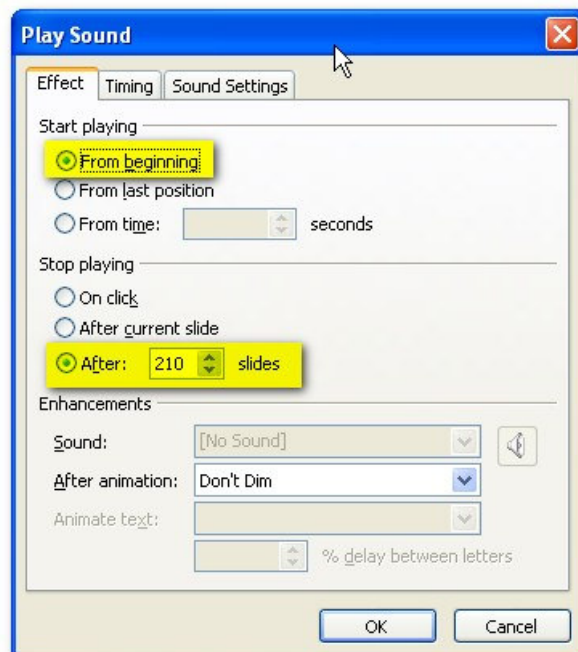 Play Sound
Effect Timing Sound Settings
Start playing
From beginning
From last position
From time: seconds
Stop playing
On click
After current slide
After: 210 slides
Enhancements
Sound: [No Sound]
After animation: Don't Dim
Animate text:
% delay between letters
OK Cancel